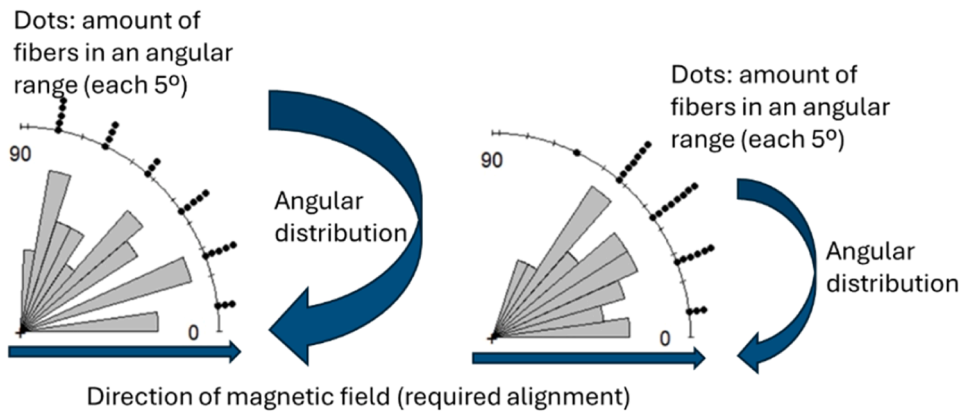 Dots: amount of
fibers in an angular
range (each 5º)
90
0
Angular
distribution
Dots: amount of
fibers in an angular
range (each 5º)
90
0
Angular
distribution
Direction of magnetic field (required alignment)